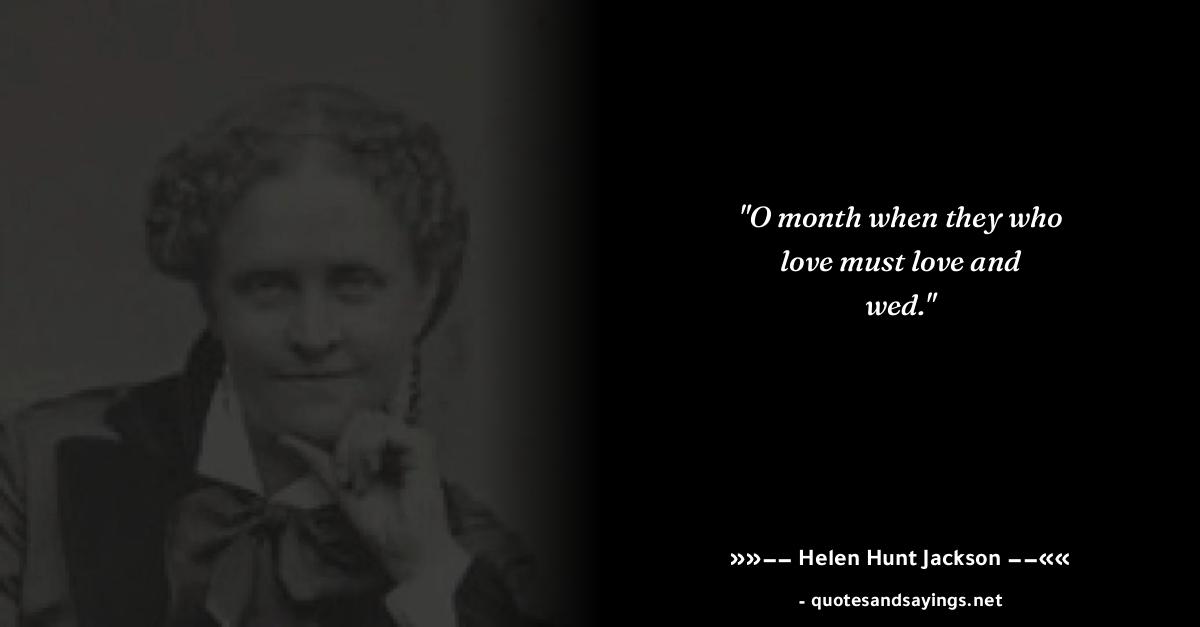 "O month when they who
love must love and
wed."
»»−− Helen Hunt Jackson −−««
- quotesandsayings.net